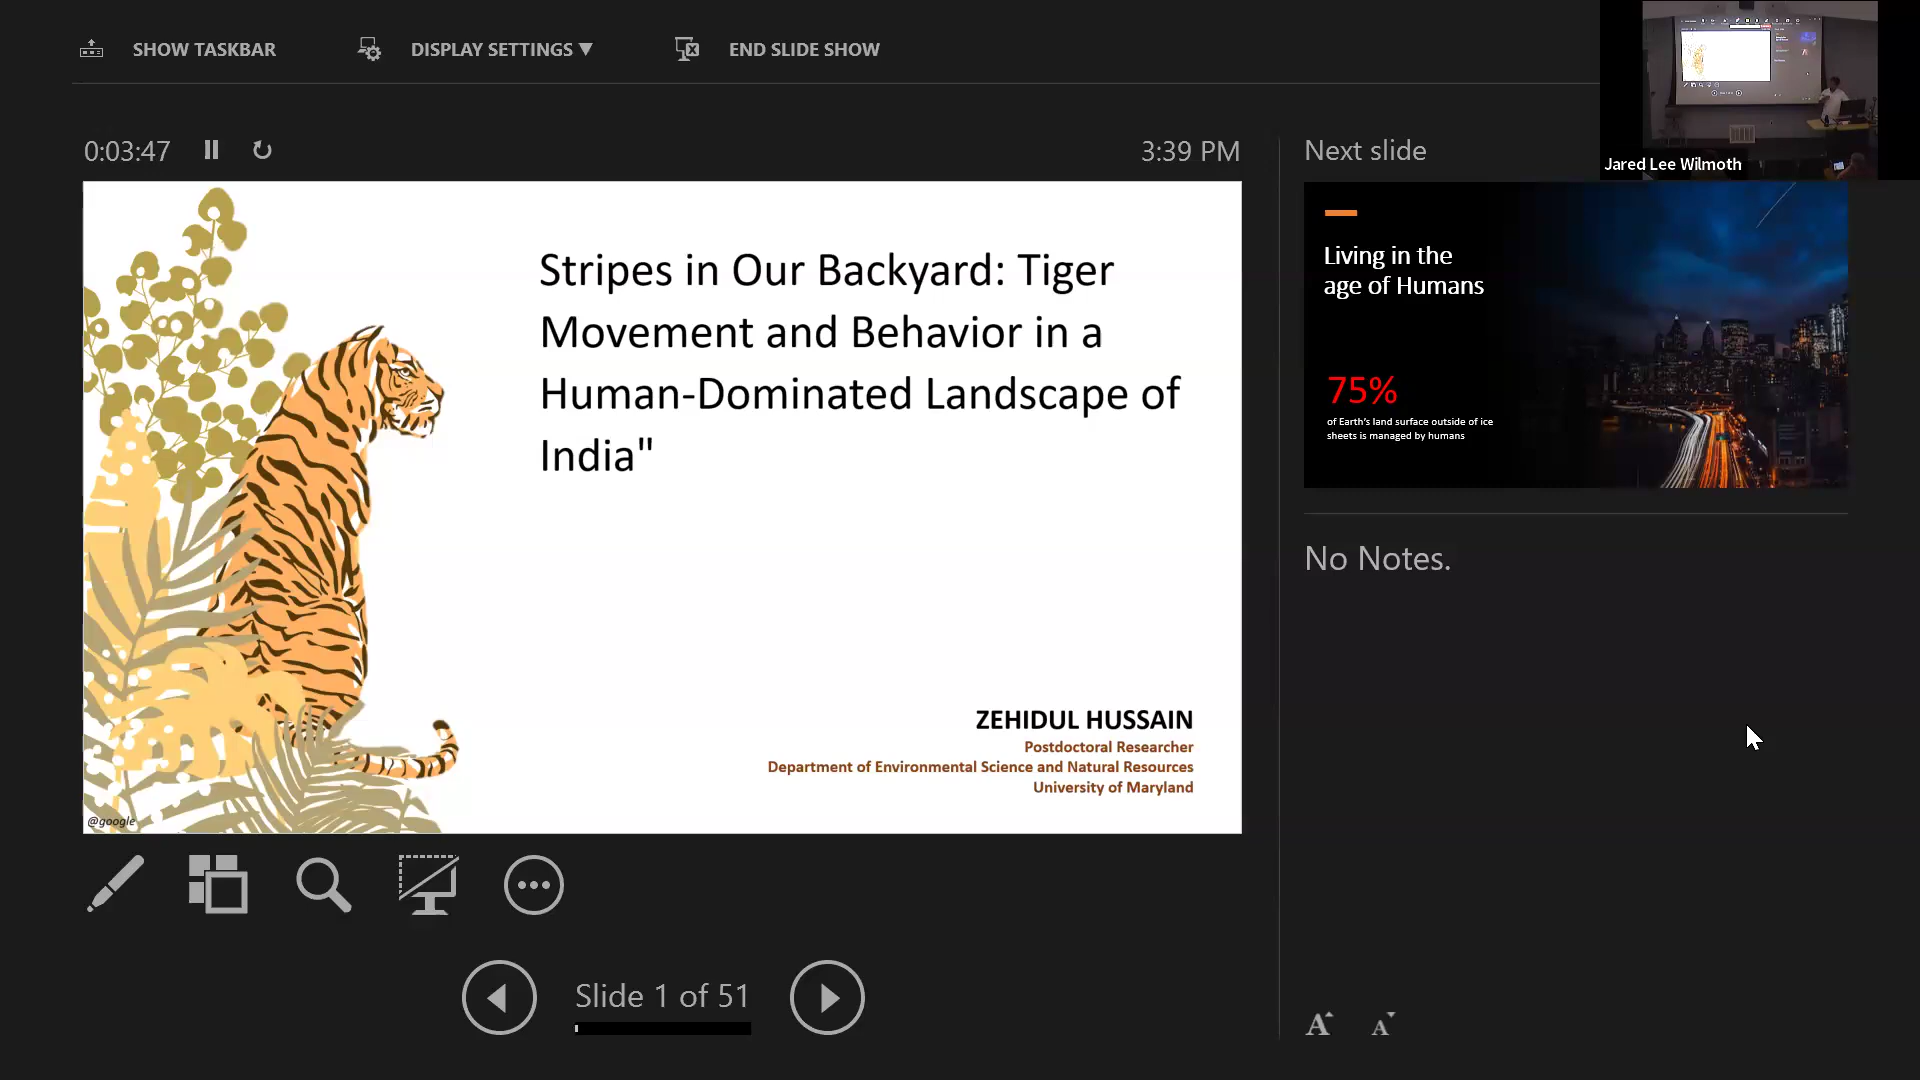 SHOW TASKBAR
DISPLAY SETTINGS ▼
END SLIDE SHOW
Jared Lee Wilmoth
0:03:47
3:39 PM
Next slide
Stripes in Our Backyard: Tiger
Movement and Behavior in a
Human-Dominated Landscape of
India"
ZEHIDUL HUSSAIN
Postdoctoral Researcher
Department of Environmental Science and Natural Resources
University of Maryland
@google
Living in the
age of Humans
75%
of Earth's land surface outside of ice
sheets is managed by humans
No Notes.
Slide 1 of 51
A
A